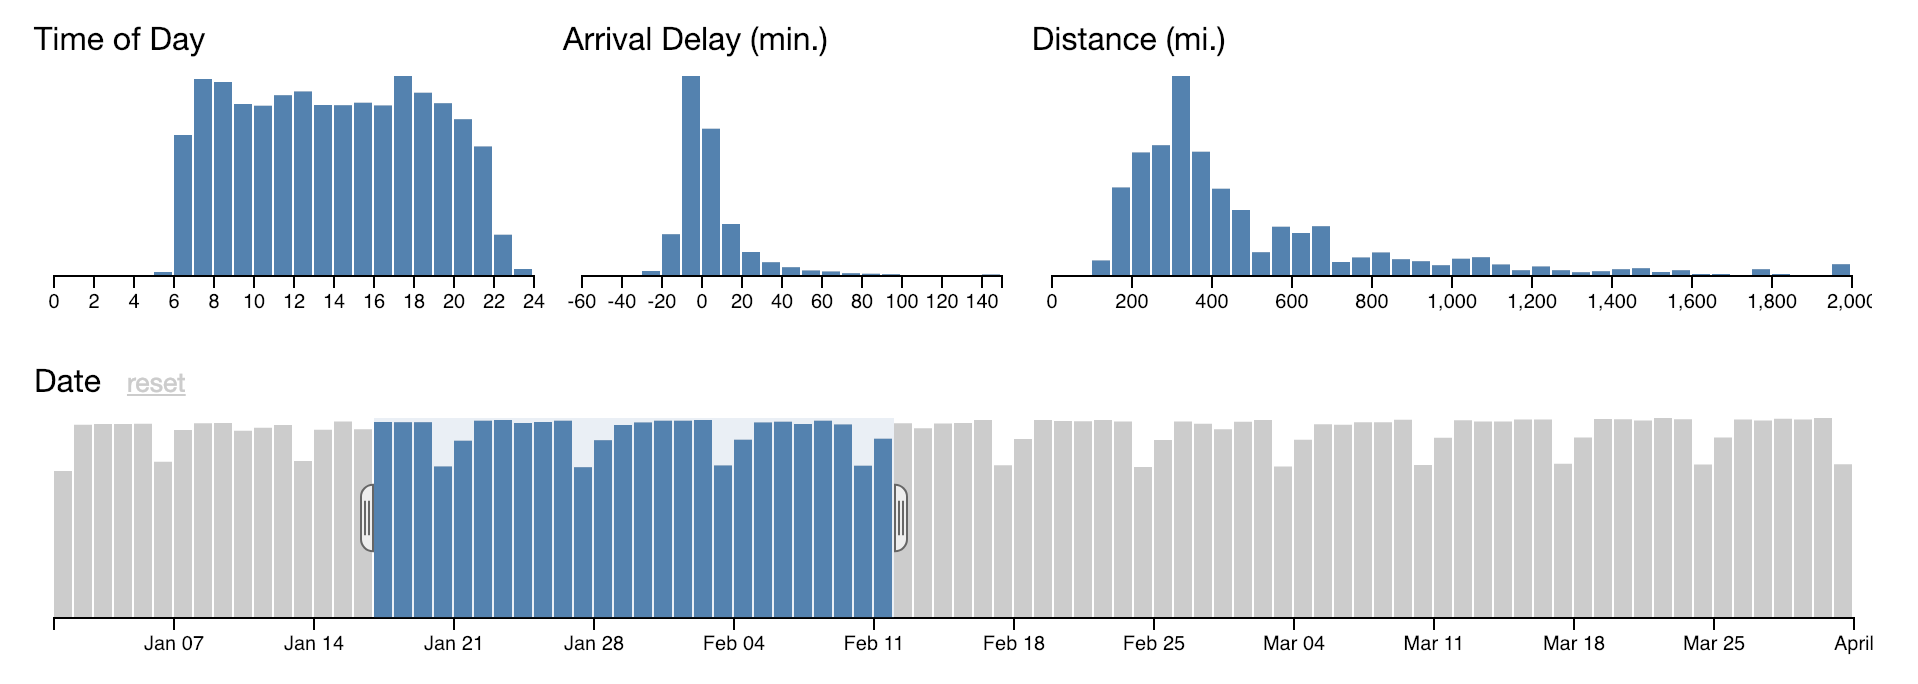 Time of Day
Arrival Delay (min.)
Distance (mi.)
0 2 4 6 8 10 12 14 16 18 20 22 24
-60 -40 -20 0 20 40 60 80 100 120 140
0 200 400 600 800 1,000 1,200 1,400 1,600 1,800 2,000
Date reset
Jan 07 Jan 14 Jan 21 Jan 28 Feb 04 Feb 11 Feb 18 Feb 25 Mar 04 Mar 11 Mar 18 Mar 25 April